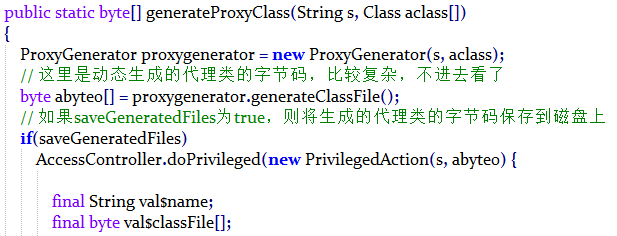 public static byte[] generateProxyClass(String s, Class aclass[])
{
ProxyGenerator proxygenerator = new ProxyGenerator(s, aclass);
// 这里是动态生成的代理类的字节码，比较复杂，不进去看了
byte abyte0[] = proxygenerator.generateClassFile();
// 如果saveGeneratedFiles为true，则将生成的代理类的字节码保存到磁盘上
if(saveGeneratedFiles)
AccessController.doPrivileged(new PrivilegedAction(s, abyte0) {
final String val$name;
final byte val$classFile[];